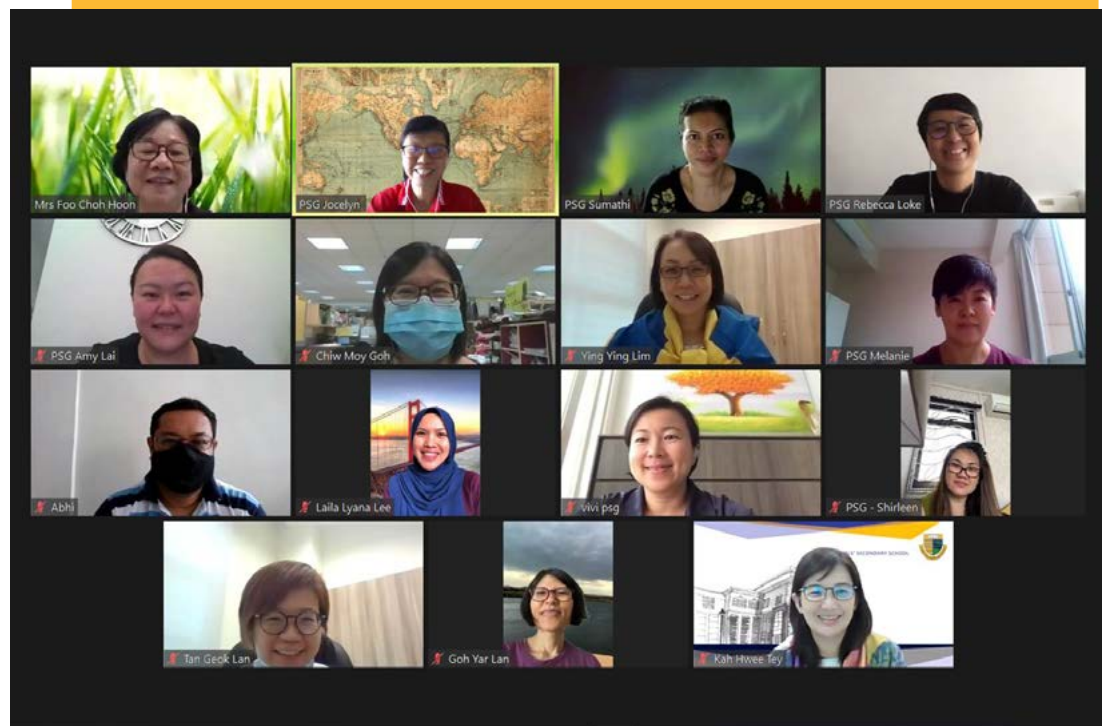 Mrs Foo Choh Hoon
PSG Jocelyn
PSG Sumathi
PSG Rebecca Loke
PSG Amy Lai
Chiw Moy Goh
Ying Ying Lim
PSG Melanie
Abhi
Laila Lyana Lee
vivi psg
PSG - Shirleen
SECONDARY SCHOOL
Tan Geok Lan
Goh Yar Lan
Kah Hwee Tey